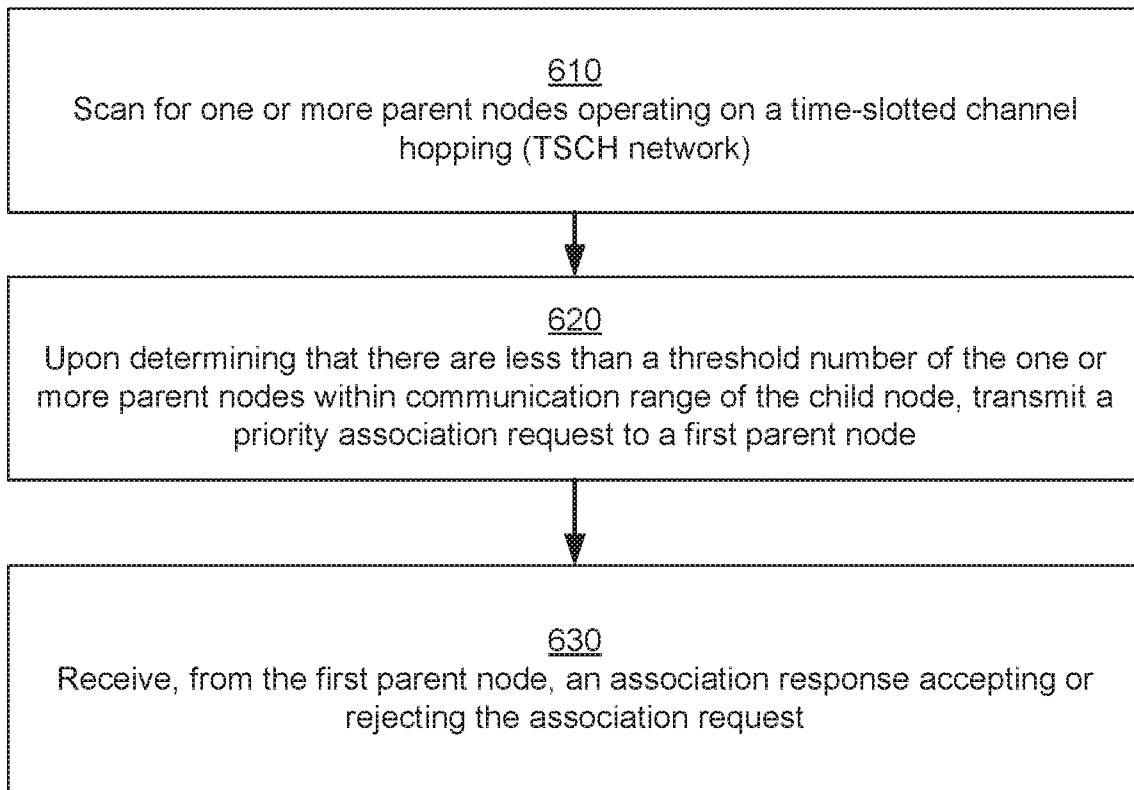 610
Scan for one or more parent nodes operating on a time-slotted channel
hopping (TSCH network)
620
Upon determining that there are less than a threshold number of the one or
more parent nodes within communication range of the child node, transmit a
priority association request to a first parent node
630
Receive, from the first parent node, an association response accepting or
rejecting the association request